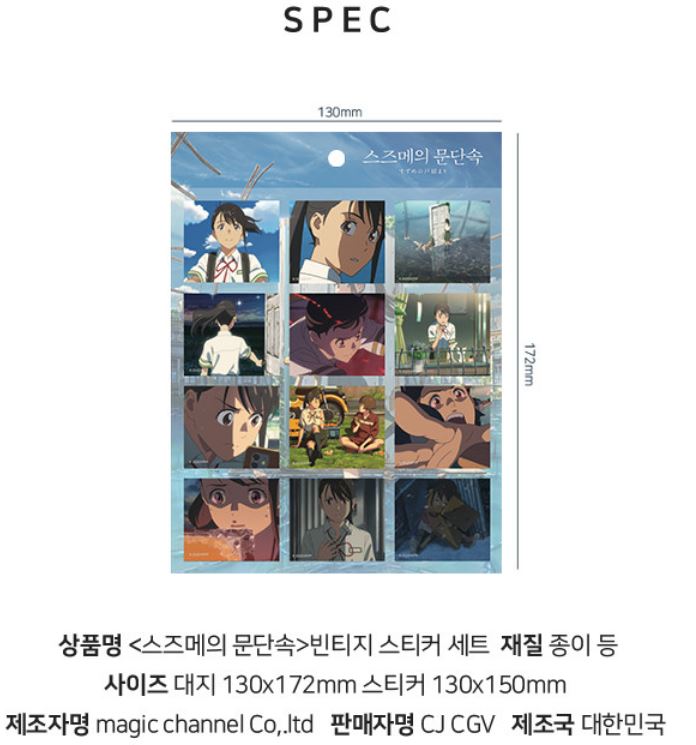 SPEC
130mm
스즈메의 문단속
すずめの戸締まり
172mm
상품명 <스즈메의 문단속>빈티지 스티커 세트 재질 종이 등
사이즈 대지 130x172mm 스티커 130x150mm
제조자명 magic channel Co,.ltd 판매자명 CJ CGV 제조국 대한민국